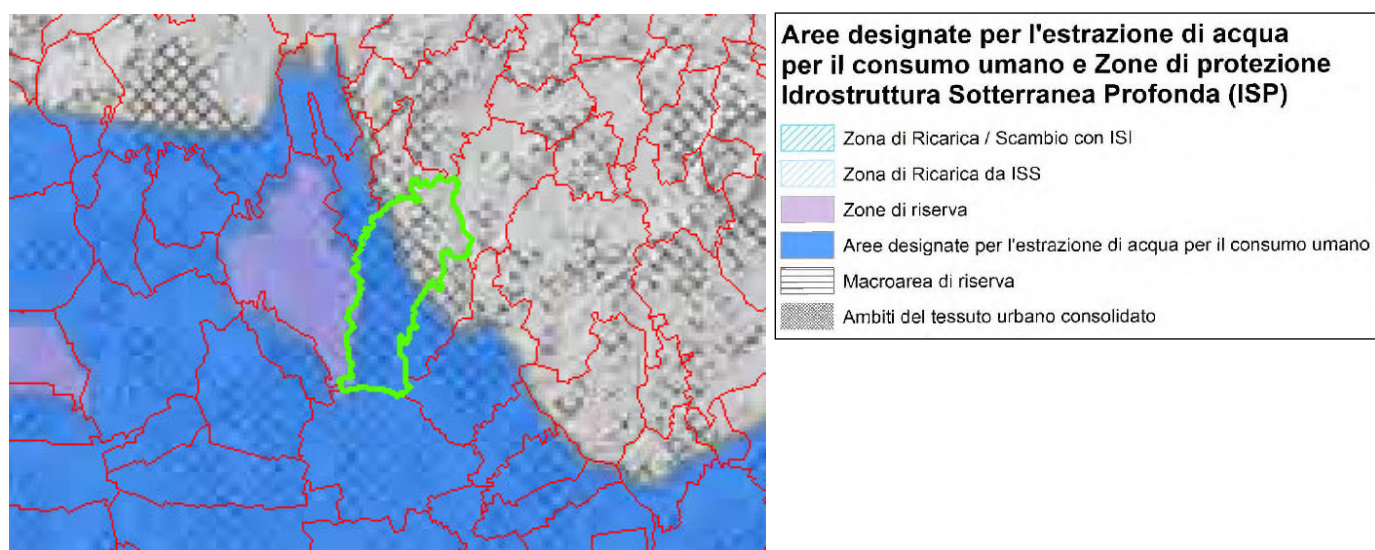 Aree designate per l'estrazione di acqua
per il consumo umano e Zone di protezione
Idrostruttura Sotterranea Profonda (ISP)
Zona di Ricarica / Scambio con ISI
Zona di Ricarica da ISS
Zone di riserva
Aree designate per l'estrazione di acqua per il consumo umano
Macroarea di riserva
Ambiti del tessuto urbano consolidato